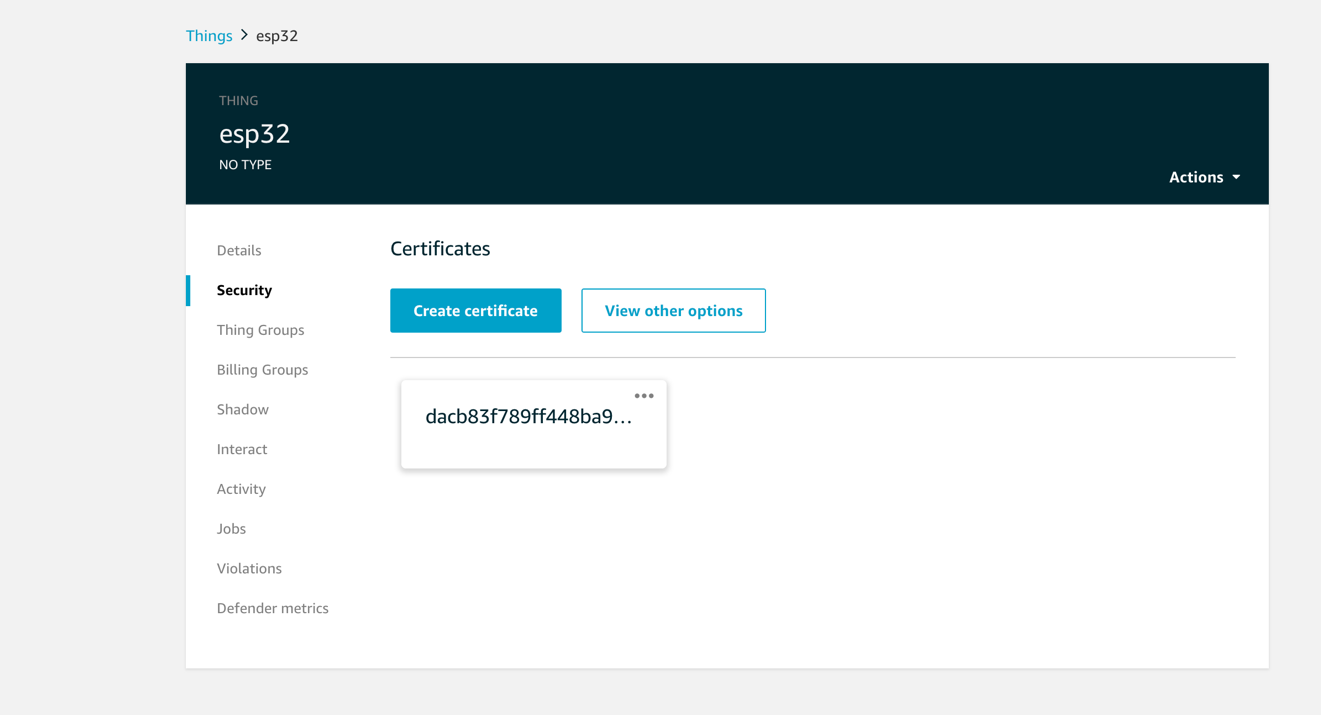 Things > esp32
THING
esp32
NO TYPE
Actions
Details
Security
Thing Groups
Billing Groups
Shadow
Interact
Activity
Jobs
Violations
Defender metrics
Certificates
Create certificate
View other options
dacb83f789ff448ba9...